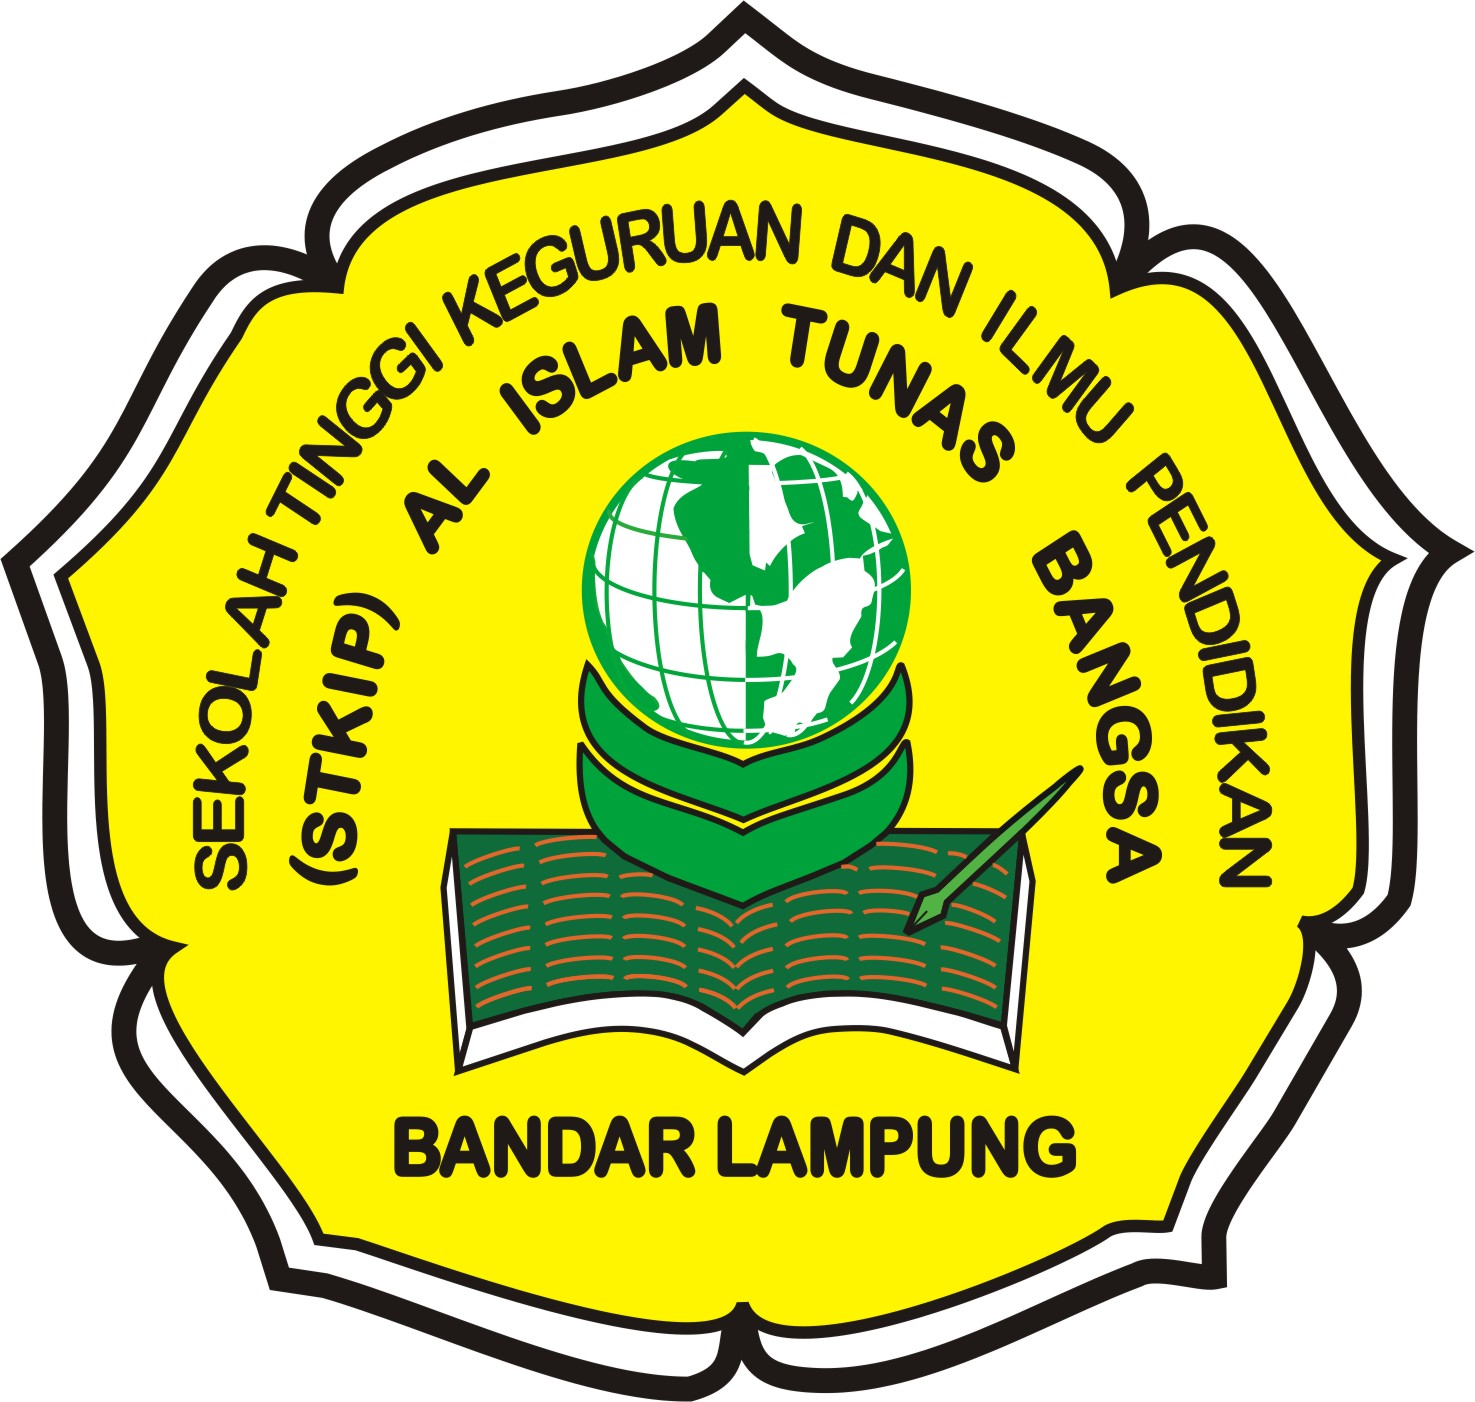 SEKOLAH TINGGI KEGURUAN DAN ILMU PENDIDIKAN
(STKIP) AL ISLAM TUNAS BANGSA
BANDAR LAMPUNG